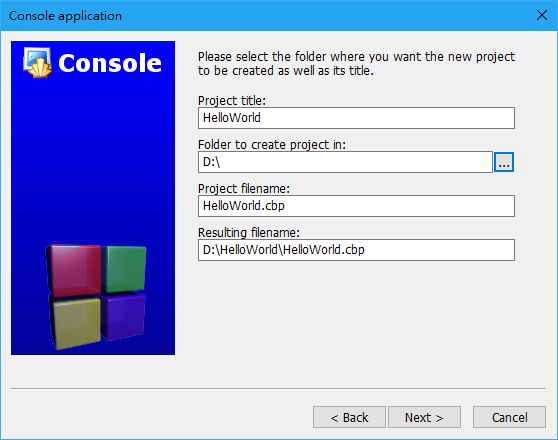 Console application
Console
Please select the folder where you want the new project
to be created as well as its title.
Project title:
HelloWorld
Folder to create project in:
D:\
...
Project filename:
HelloWorld.cbp
Resulting filename:
D:\HelloWorld\HelloWorld.cbp
< Back
Next >
Cancel